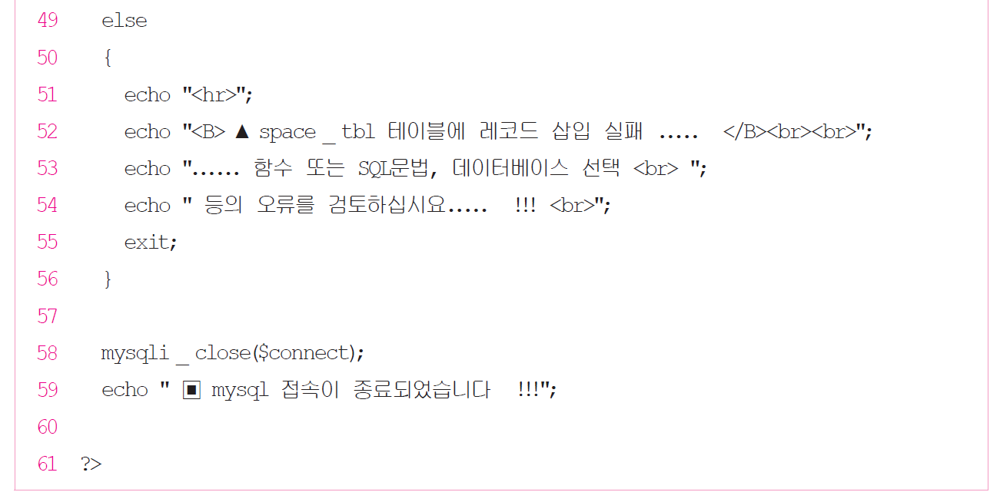 49 else
50 {
51 echo "<hr>";
52 echo "<B> ▲ space _ tbl 테이블에 레코드 삽입 실패 ..... </B><br><br>";
53 echo "...... 함수 또는 SQL문법, 데이터베이스 선택 <br> ";
54 echo " 등의 오류를 검토하십시요..... !!! <br>";
55 exit;
56 }
57
58 mysqli _ close($connect);
59 echo " ▣ mysql 접속이 종료되었습니다 !!!";
60
61 ?>